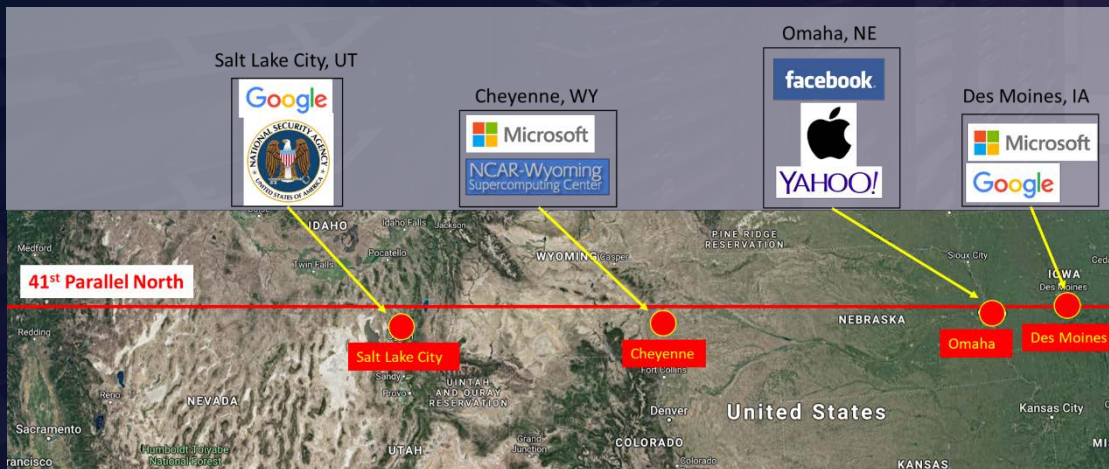 Omaha, NE
Salt Lake City, UT
facebook
Cheyenne, WY
Des Moines, IA
Google
NATIONAL SECURITY AGENCY
UNITED STATES OF AMERICA
Microsoft
NCAR-Wyoming
Supercomputing Center
YAHOO!
Microsoft
Google
IDAHO
Idaho Falls
Jackson
Medford
Pocatello
Twin Falls
WYOMING
Casper
PINE RIDGE
RESERVATION
Sioux City
IOWA
Des Moines
Ceda
41st Parallel North
Redding
NEBRASKA
Salt Lake City
Cheyenne
Omaha
Des Moines
Fort Collins
Sandy
Provo
UINTAH
AND OURAY
RESERVATION
Reno
NEVADA
Denver
United States
Kansas City
Sacramento
Humboldt-Toiyabe
National Forest
UTAH
Grand
Junction
COLORADO
Colorado
KANSAS
MI
rancisco